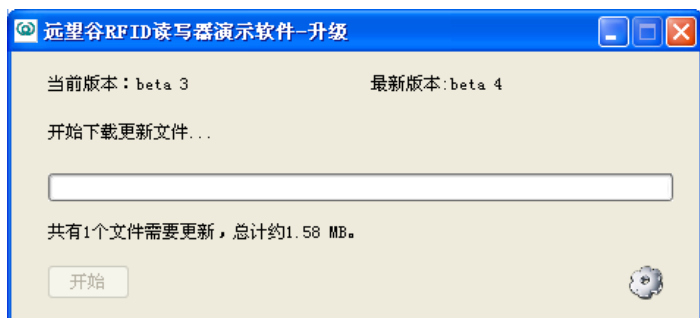 远望谷RFID读写器演示软件-升级
当前版本：beta 3 最新版本:beta 4
开始下载更新文件...
共有1个文件需要更新，总计约1.58 MB。
开始